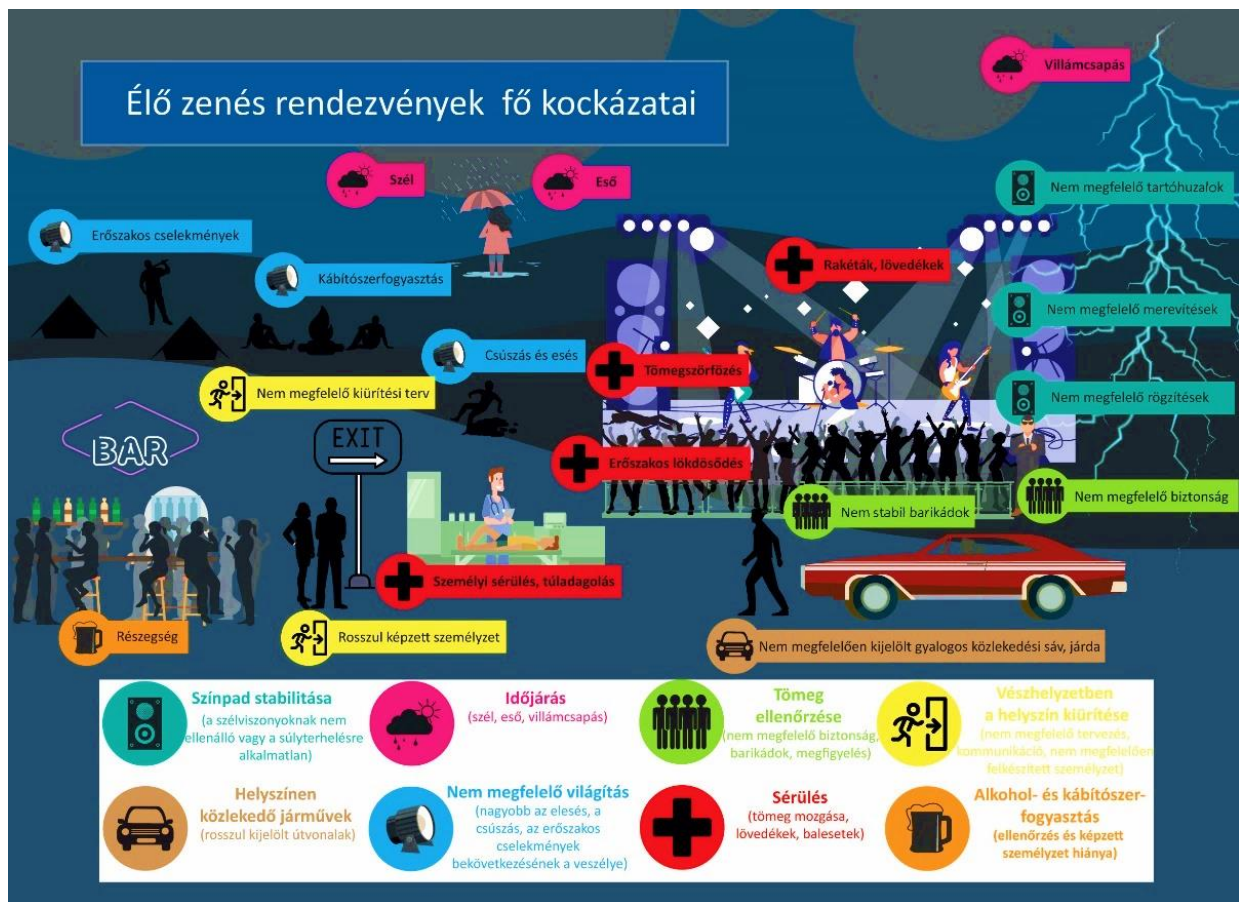 Villámcsapás
Élő zenés rendezvények fő kockázatai
Szél
Eső
Nem megfelelő tartóhuzalok
Erőszakos cselekmények
Rakéták, lövedékek
Kábítószerfogyasztás
Nem megfelelő merevítések
Csúszás és esés
Tömegszörfözés
Nem megfelelő kiürítési terv
Nem megfelelő rögzítések
EXIT
BAR
Erőszakos lökdösődés
Nem megfelelő biztonság
Nem stabil barikádok
Személyi sérülés, túladagolás
Részegség
Rosszul képzett személyzet
Nem megfelelően kijelölt gyalogos közlekedési sáv, járda
Színpad stabilitása
(a szélviszonyoknak nem
ellenálló vagy a súlyterhelésre
alkalmatlan)
Időjárás
(szél, eső, villámcsapás)
Tömeg
ellenőrzése
(nem megfelelő biztonság,
barikádok, megfigyelés)
Vészhelyzetben
a helyszín kiürítése
(nem megfelelő tervezés,
kommunikáció, nem megfelelően
felkészített személyzet)
Helyszínen
közlekedő járművek
(rosszul kijelölt útvonalak)
Nem megfelelő világítás
(nagyobb az elesés, a
csúszás, az erőszakos
cselekmények
bekövetkezésének a veszélye)
Sérülés
(tömeg mozgása,
lövedékek, balesetek)
Alkohol- és kábítószer-
fogyasztás
(ellenőrzés és képzett
személyzet hiánya)